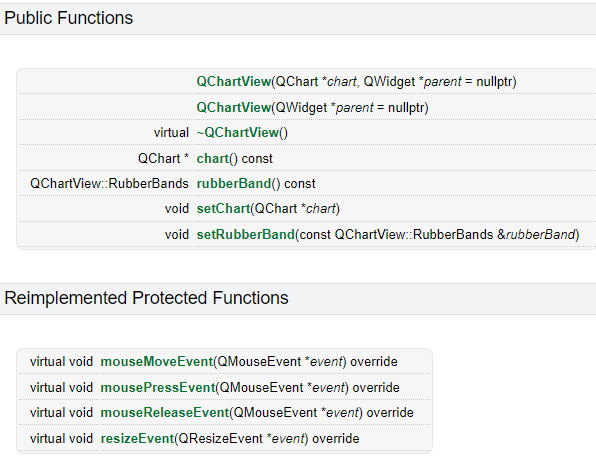 Public Functions
QChartView(QChart *chart, QWidget *parent = nullptr)
QChartView(QWidget *parent = nullptr)
virtual ~QChartView()
QChart * chart() const
QChartView::RubberBands rubberBand() const
void setChart(QChart *chart)
void setRubberBand(const QChartView::RubberBands &rubberBand)
Reimplemented Protected Functions
virtual void mouseMoveEvent(QMouseEvent *event) override
virtual void mousePressEvent(QMouseEvent *event) override
virtual void mouseReleaseEvent(QMouseEvent *event) override
virtual void resizeEvent(QResizeEvent *event) override